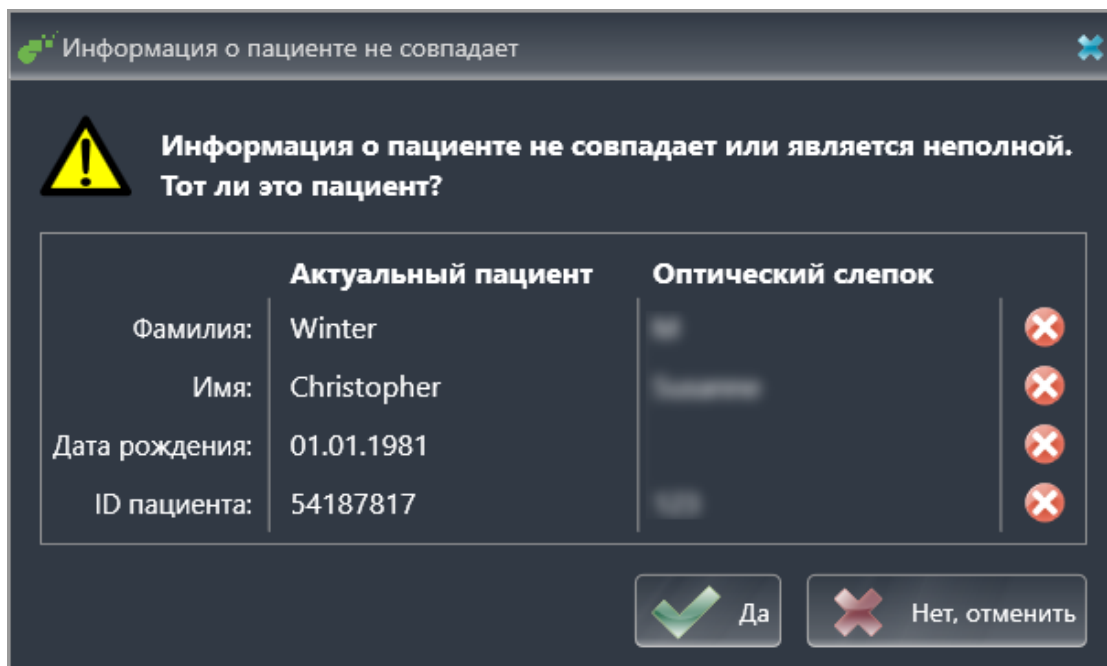 Информация о пациенте не совпадает
Информация о пациенте не совпадает или является неполной.
Тот ли это пациент?
Актуальный пациент Оптический слепок
Фамилия: Winter
Имя: Christopher
Дата рождения: 01.01.1981
ID пациента: 54187817
Да Нет, отменить